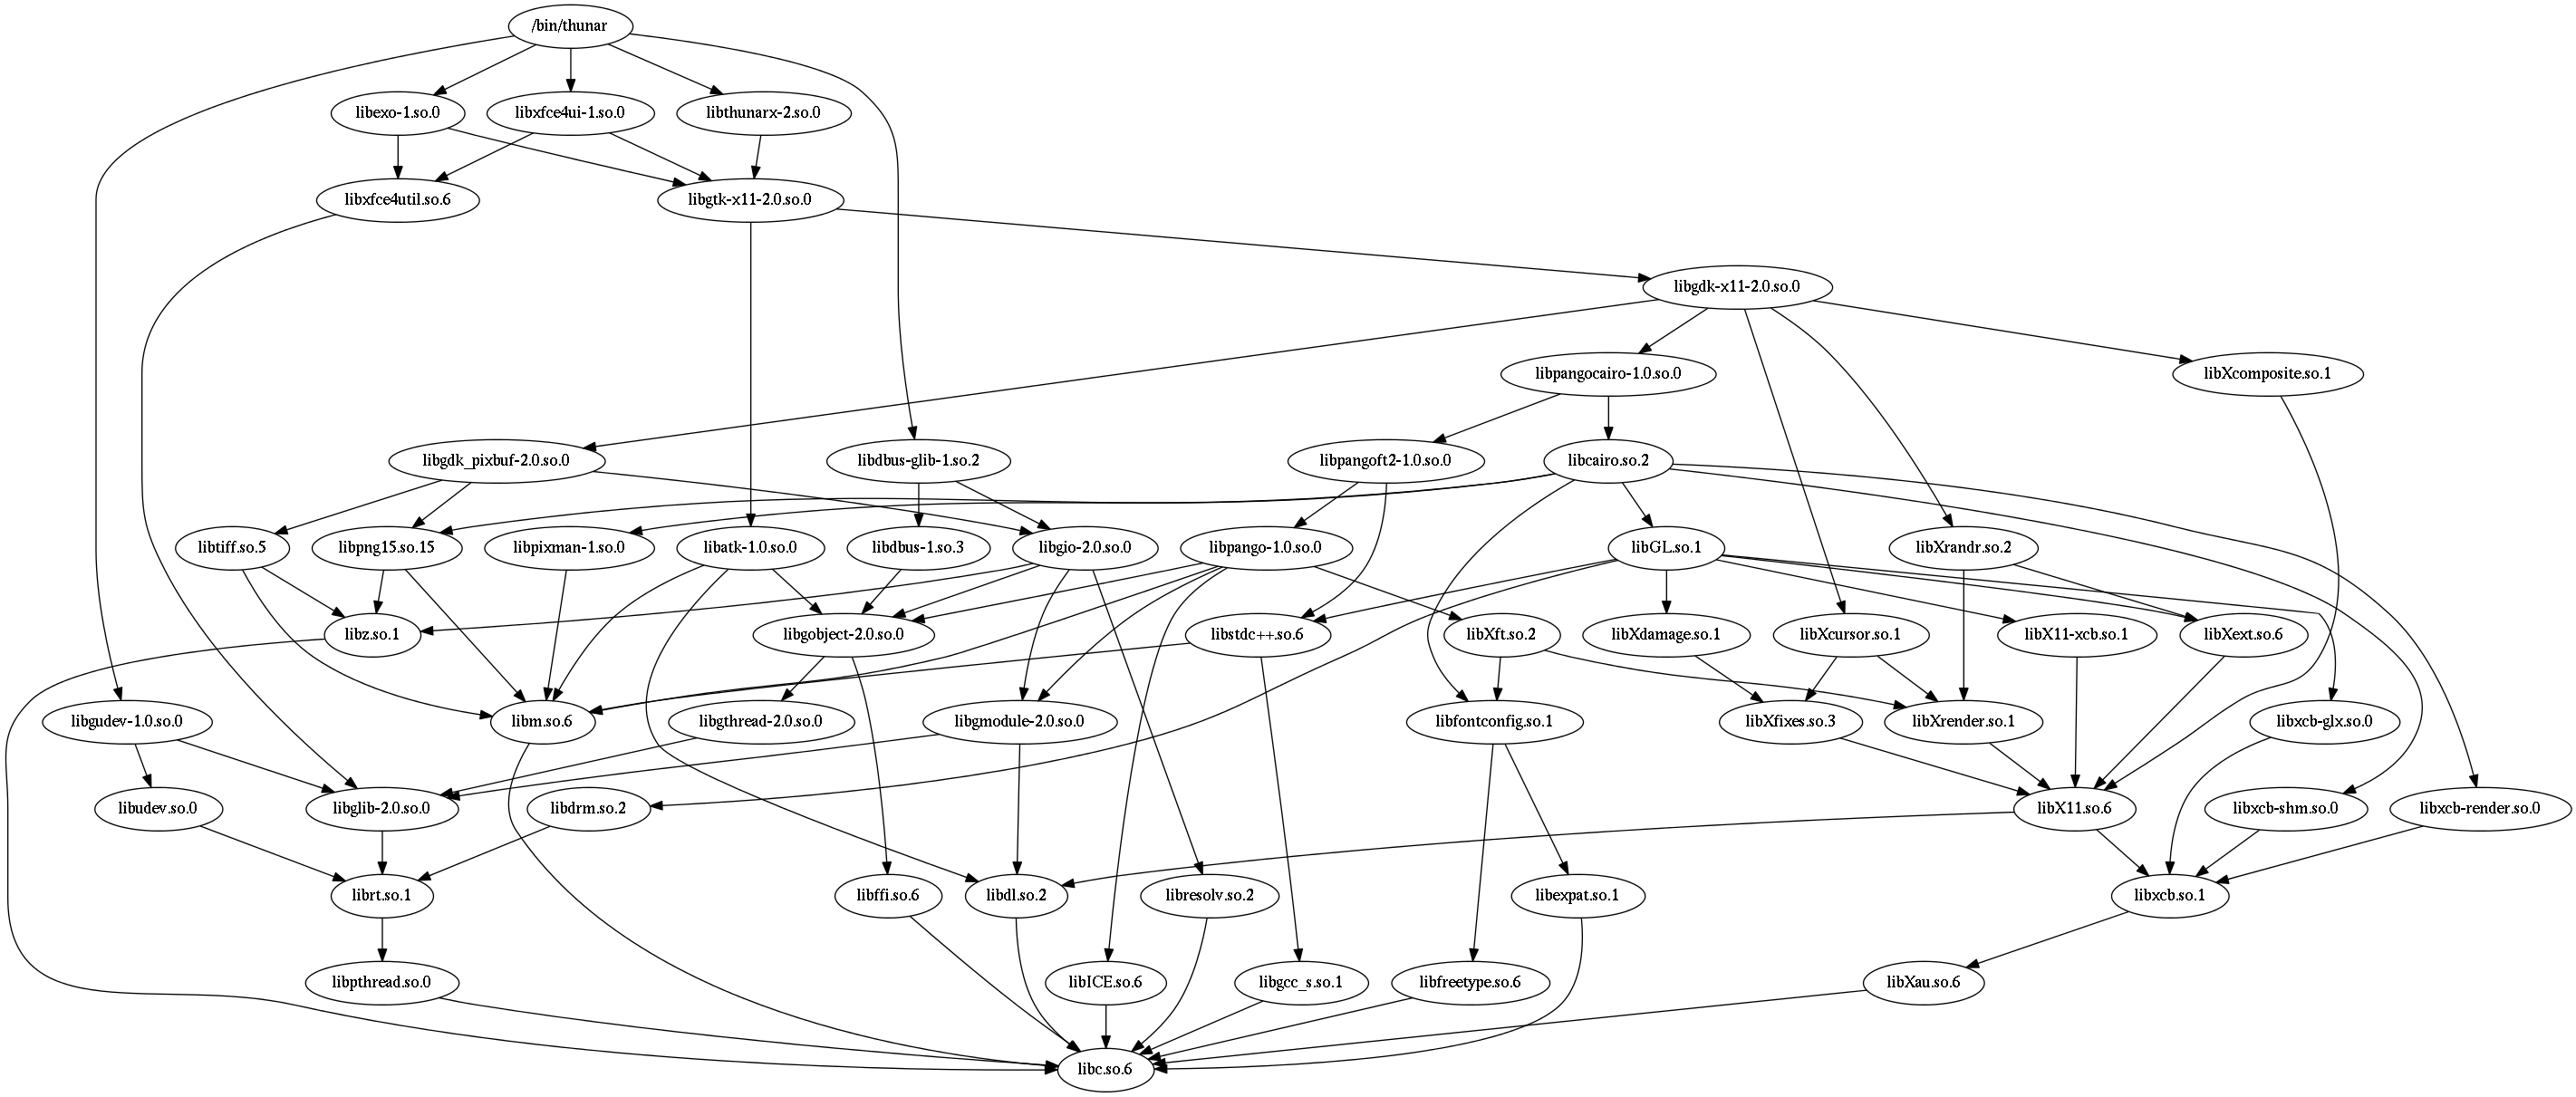 /bin/thunar
libexo-1.so.0
libxfce4ui-1.so.0
libthunarx-2.so.0
libxfce4util.so.6
libgtk-x11-2.0.so.0
libgdk-x11-2.0.so.0
libpangocairo-1.0.so.0
libXcomposite.so.1
libgdk_pixbuf-2.0.so.0
libdbus-glib-1.so.2
libpangoft2-1.0.so.0
libcairo.so.2
libtiff.so.5
libpng15.so.15
libpixman-1.so.0
libatk-1.0.so.0
libdbus-1.so.3
libgio-2.0.so.0
libpango-1.0.so.0
libGL.so.1
libXrandr.so.2
libz.so.1
libgobject-2.0.so.0
libstdc++.so.6
libXft.so.2
libXdamage.so.1
libXcursor.so.1
libX11-xcb.so.1
libXext.so.6
libgudev-1.0.so.0
libm.so.6
libgthread-2.0.so.0
libgmodule-2.0.so.0
libfontconfig.so.1
libXfixes.so.3
libXrender.so.1
libxcb-glx.so.0
libudev.so.0
libglib-2.0.so.0
libdrm.so.2
libX11.so.6
libxcb-shm.so.0
libxcb-render.so.0
librt.so.1
libffi.so.6
libdl.so.2
libresolv.so.2
libexpat.so.1
libxcb.so.1
libpthread.so.0
libICE.so.6
libgcc_s.so.1
libfreetype.so.6
libXau.so.6
libc.so.6